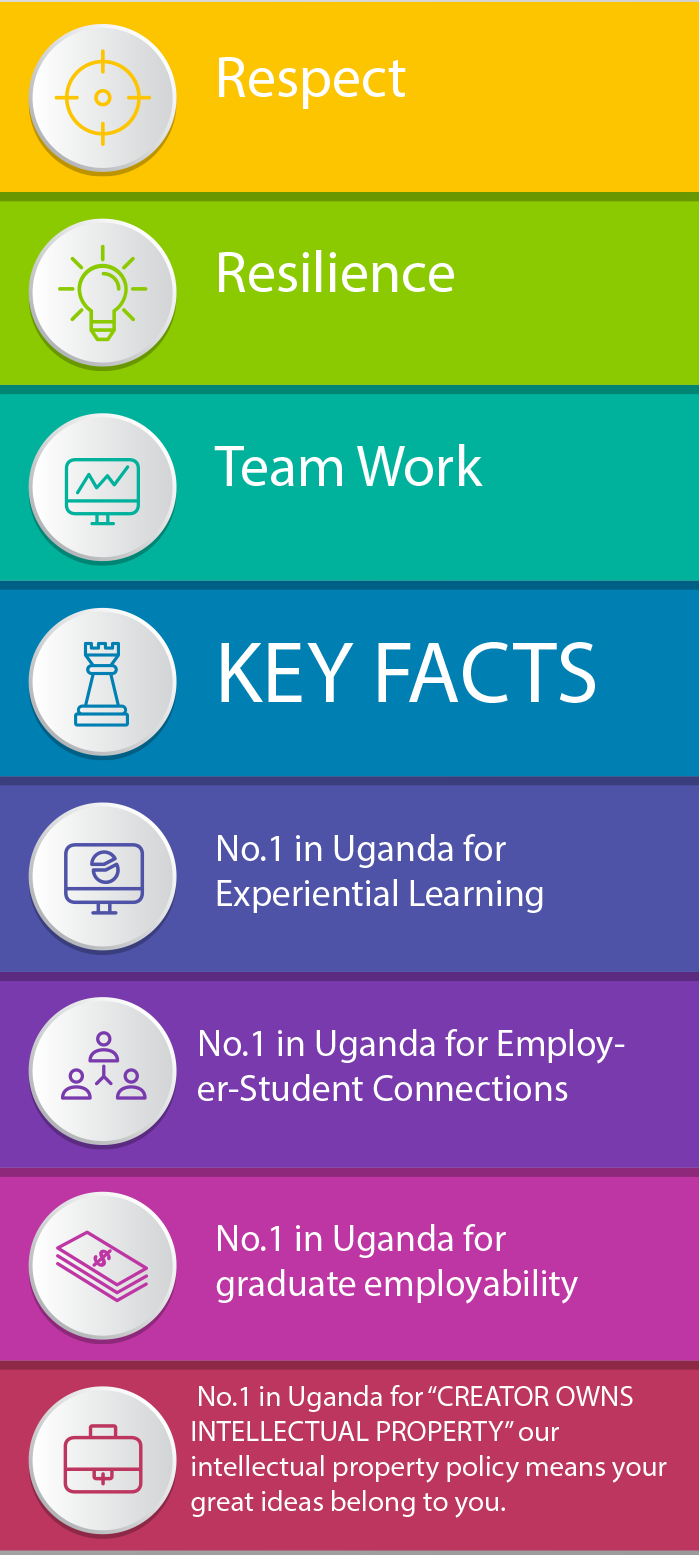 Respect
Resilience
Team Work
KEY FACTS
No.1 in Uganda for
Experiential Learning
No.1 in Uganda for Employ-
er-Student Connections
$
No.1 in Uganda for
graduate employability
No.1 in Uganda for “CREATOR OWNS
INTELLECTUAL PROPERTY” our
intellectual property policy means your
great ideas belong to you.